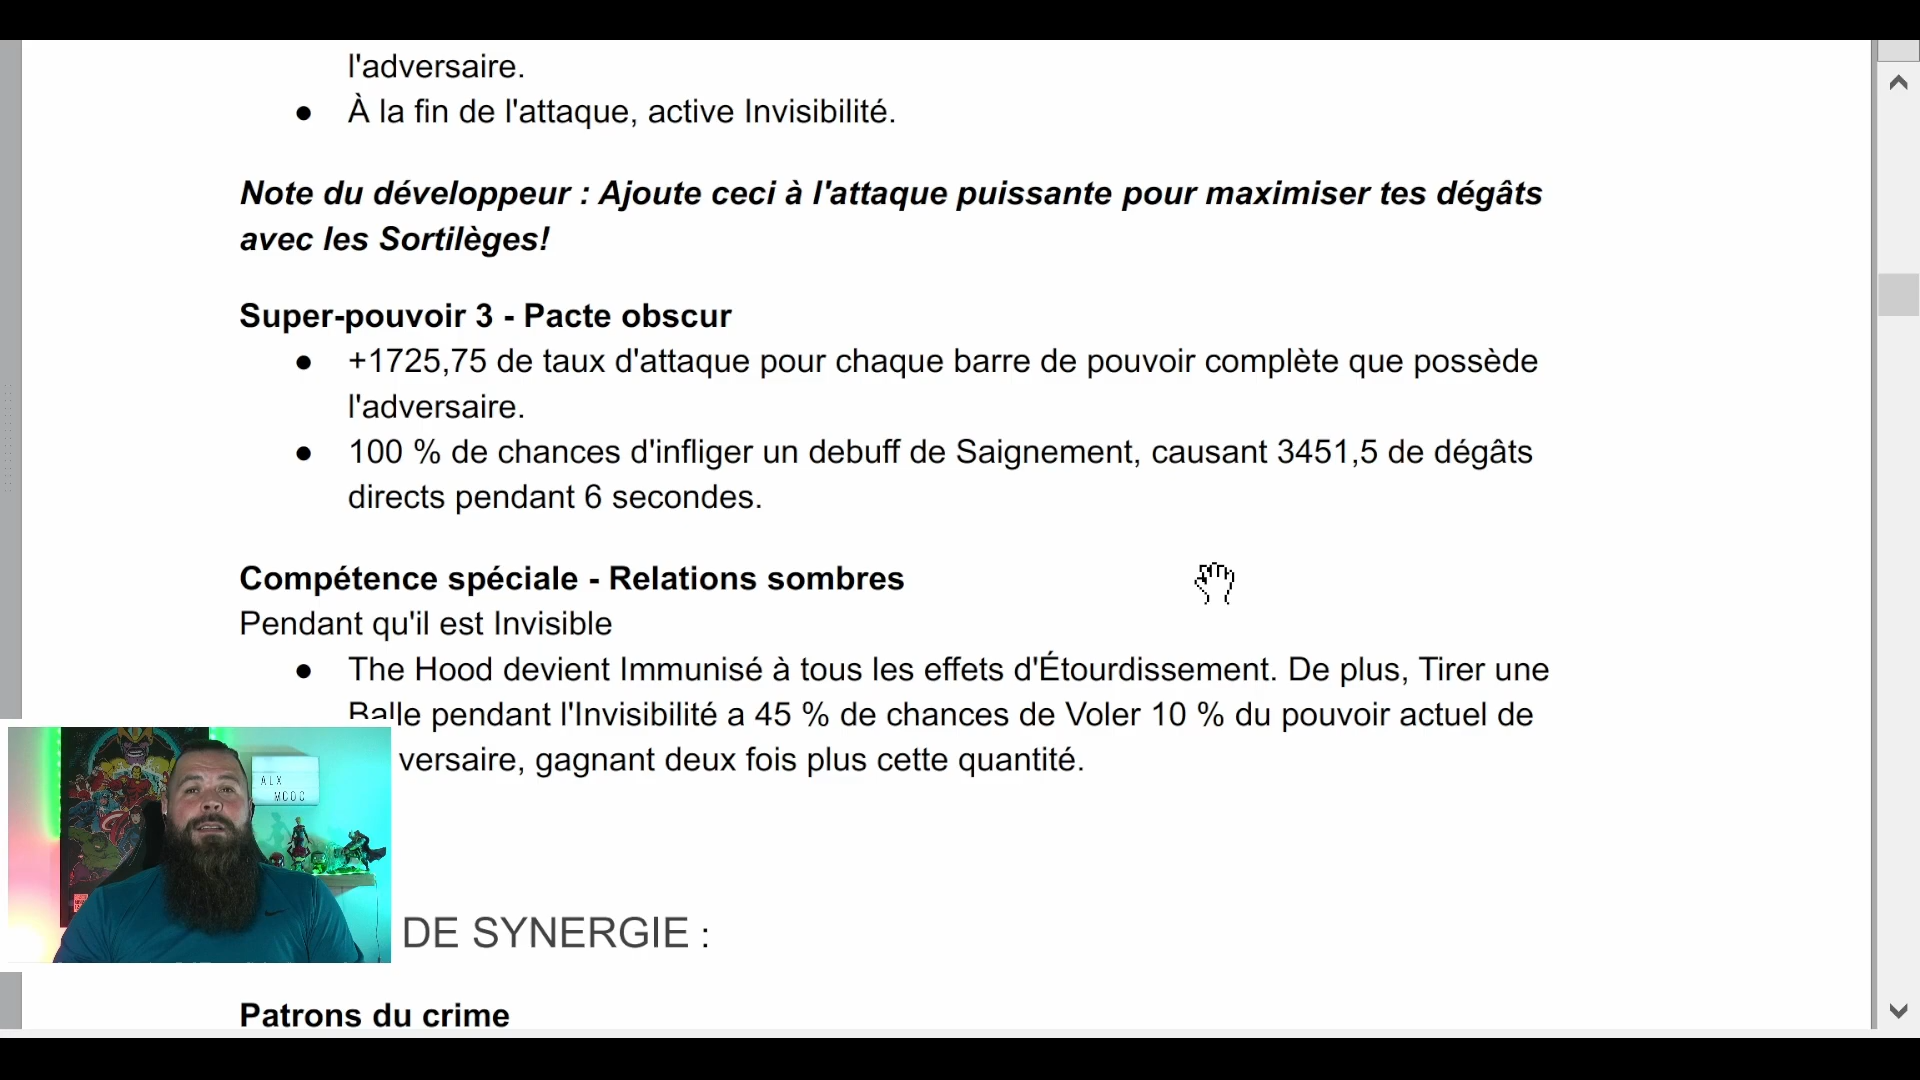 l'adversaire.
● À la fin de l'attaque, active Invisibilité.
Note du développeur : Ajoute ceci à l'attaque puissante pour maximiser tes dégâts
avec les Sortilèges!
Super-pouvoir 3 - Pacte obscur
● +1725,75 de taux d'attaque pour chaque barre de pouvoir complète que possède
l'adversaire.
● 100 % de chances d'infliger un debuff de Saignement, causant 3451,5 de dégâts
directs pendant 6 secondes.
Compétence spéciale - Relations sombres
Pendant qu'il est Invisible
● The Hood devient Immunisé à tous les effets d'Étourdissement. De plus, Tirer une
Balle pendant l'Invisibilité a 45 % de chances de Voler 10 % du pouvoir actuel de
versaire, gagnant deux fois plus cette quantité.
ALX
MCOC
DE SYNERGIE :
Patrons du crime